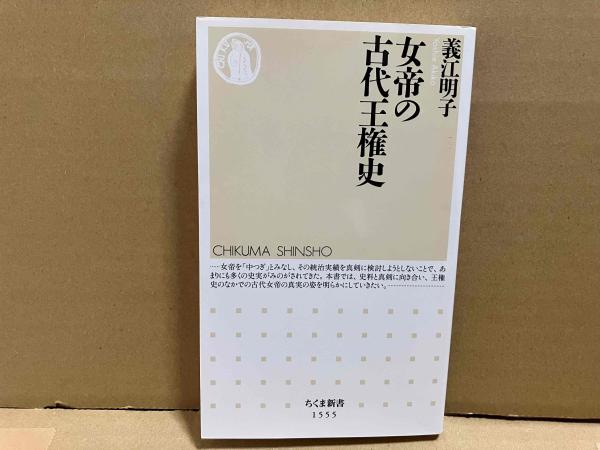 義江明子
女帝の
古代王権史
CHIKUMA SHINSHO
……女帝を「中つぎ」とみなし、その統治実績を真剣に検討しようとしないことで、あ
まりにも多くの史実がみのがされてきた。本書では、史料と真剣に向き合い、王権
史のなかでの古代女帝の真実の姿を明らかにしていきたい。……………………
ちくま新書
1555